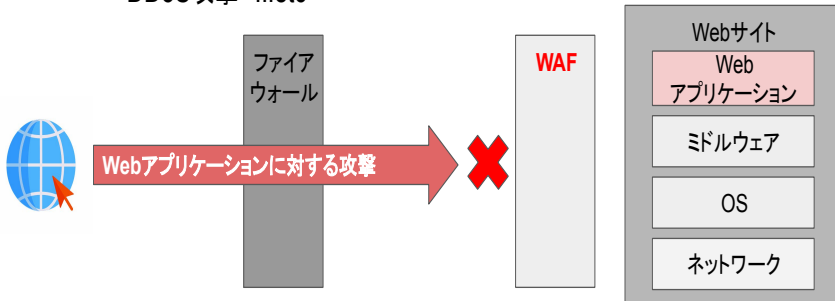 ファイア
ウォール
WAF
Webサイト
Web
アプリケーション
Webアプリケーションに対する攻撃
ミドルウェア
OS
ネットワーク